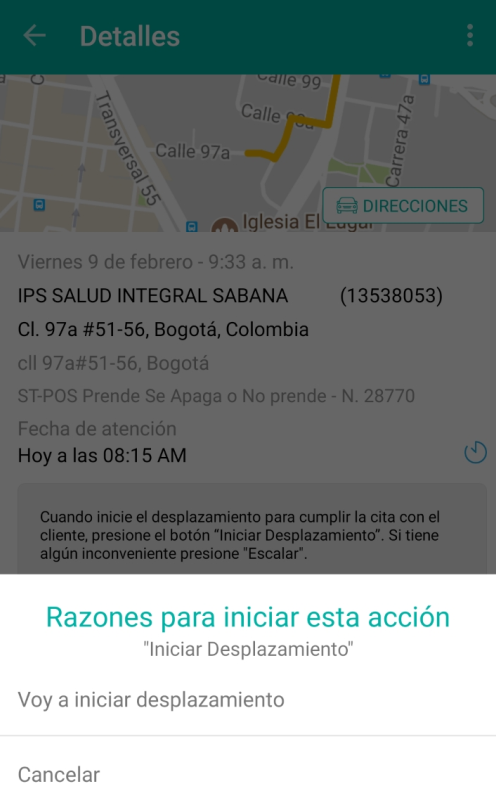 Detalles
Calle 99
Calle 98a
Calle 97a
Transversal 55
Carrera 47a
DIRECCIONES
Iglesia El Lugar
Viernes 9 de febrero - 9:33 a. m.
IPS SALUD INTEGRAL SABANA (13538053)
Cl. 97a #51-56, Bogotá, Colombia
cll 97a#51-56, Bogotá
ST-POS Prende Se Apaga o No prende - N. 28770
Fecha de atención
Hoy a las 08:15 AM
Cuando inicie el desplazamiento para cumplir la cita con el
cliente, presione el botón “Iniciar Desplazamiento”. Si tiene
algún inconveniente presione "Escalar".
Razones para iniciar esta acción
"Iniciar Desplazamiento"
Voy a iniciar desplazamiento
Cancelar